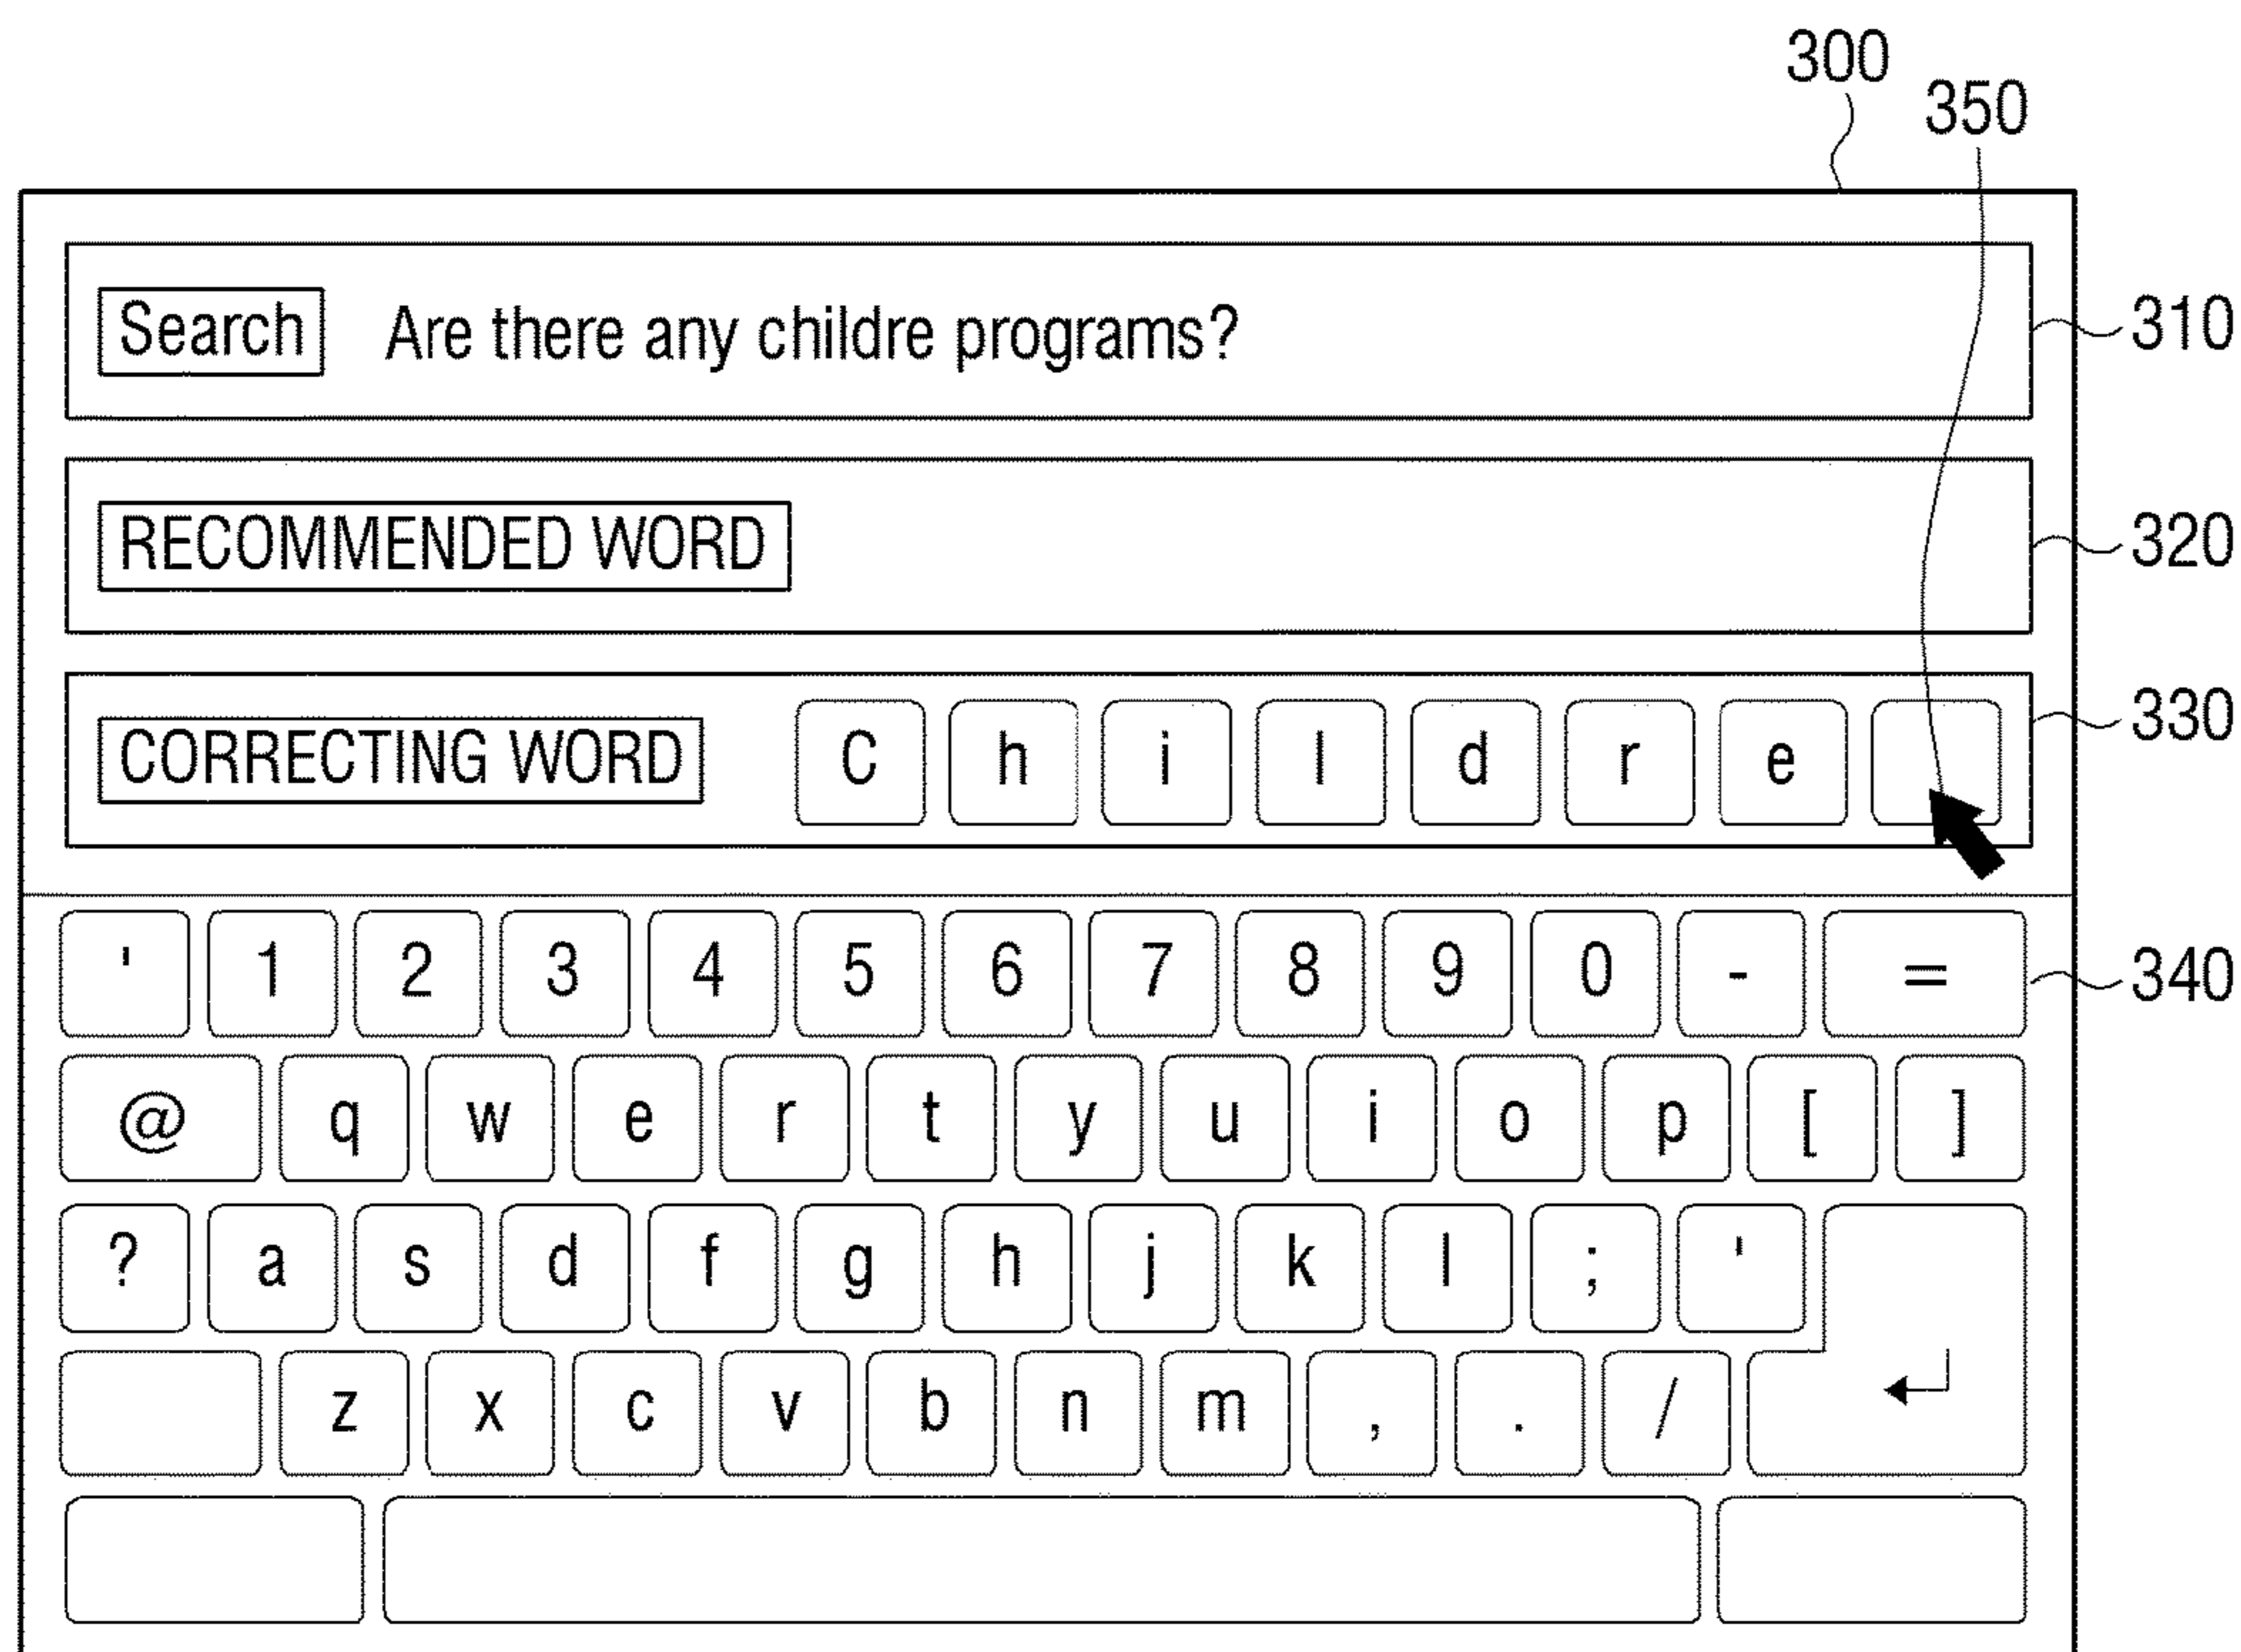 300
350
Search Are there any childre programs? 310
RECOMMENDED WORD 320
CORRECTING WORD C h i l d r e 330
' 1 2 3 4 5 6 7 8 9 0 - = 340
@ q w e r t y u i o p [ ]
? a s d f g h j k l ; '
z x c v b n m , . /